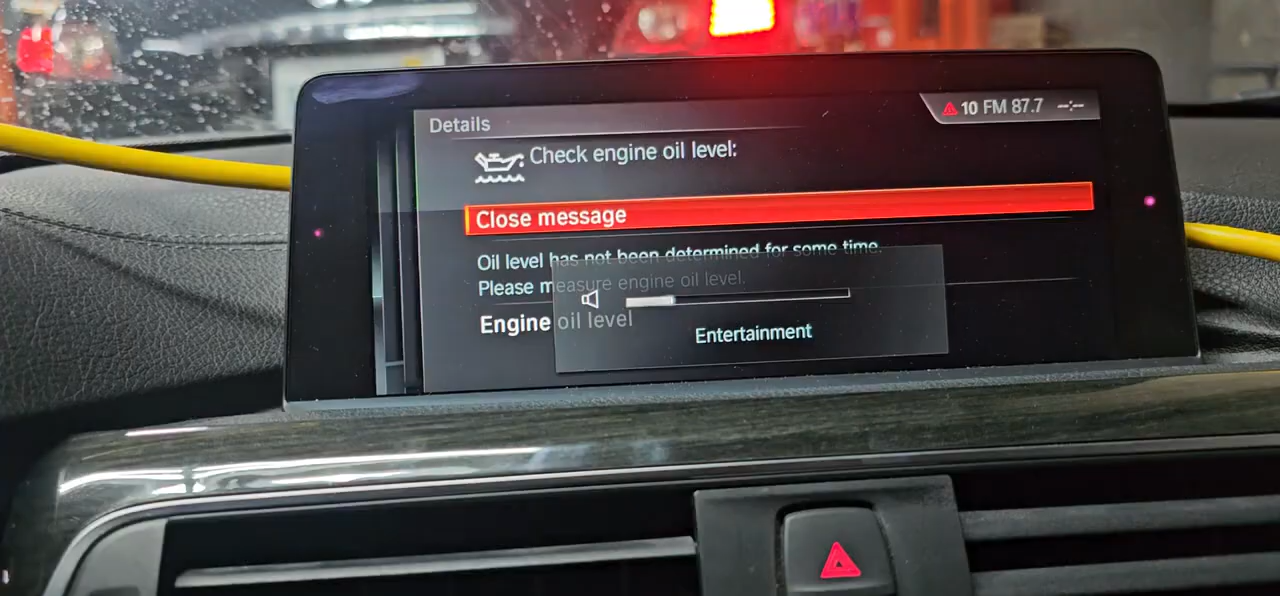 Details
10 FM 87.7 --:--
Check engine oil level:
Close message
Oil level has not been determined for some time.
Please measure engine oil level.
Engine oil level
Entertainment